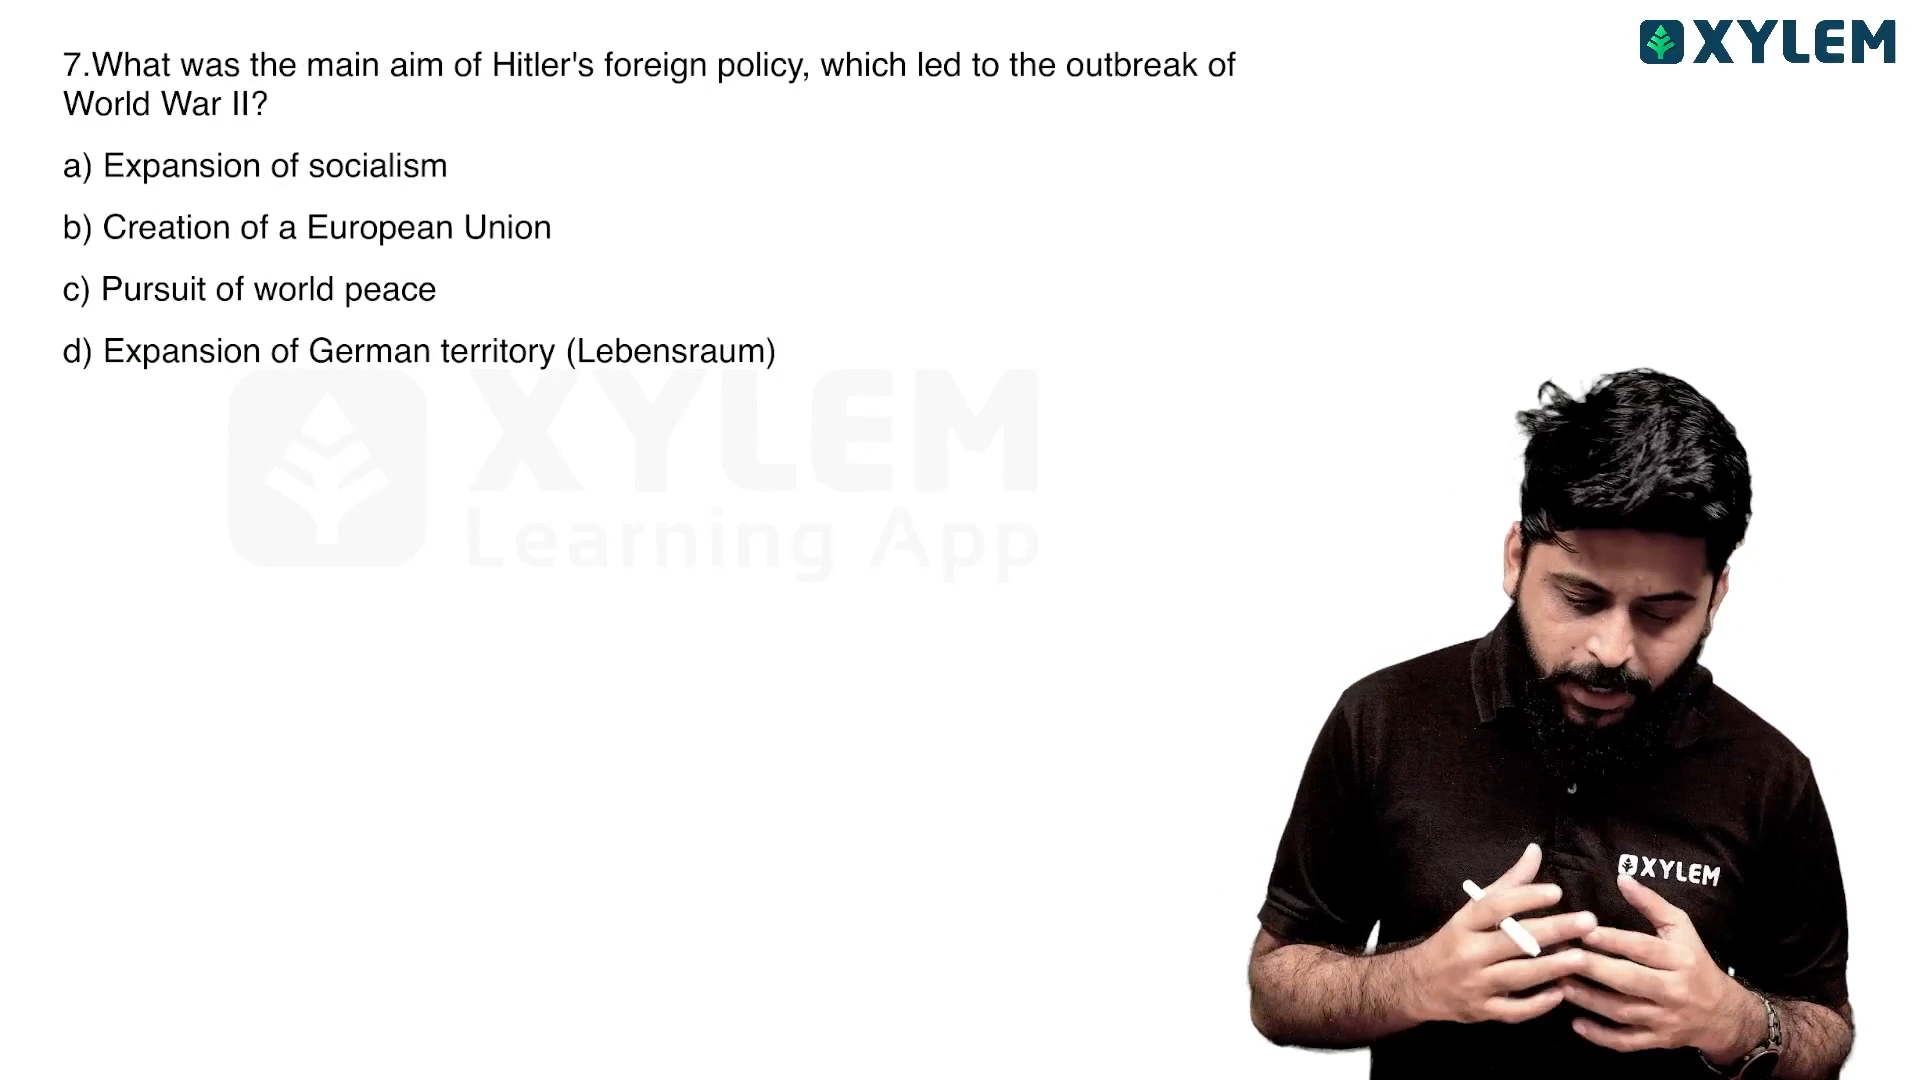 XYLEM
7.What was the main aim of Hitler's foreign policy, which led to the outbreak of
World War II?
a) Expansion of socialism
b) Creation of a European Union
c) Pursuit of world peace
d) Expansion of German territory (Lebensraum)
XYLEM
Learning App
XYLEM